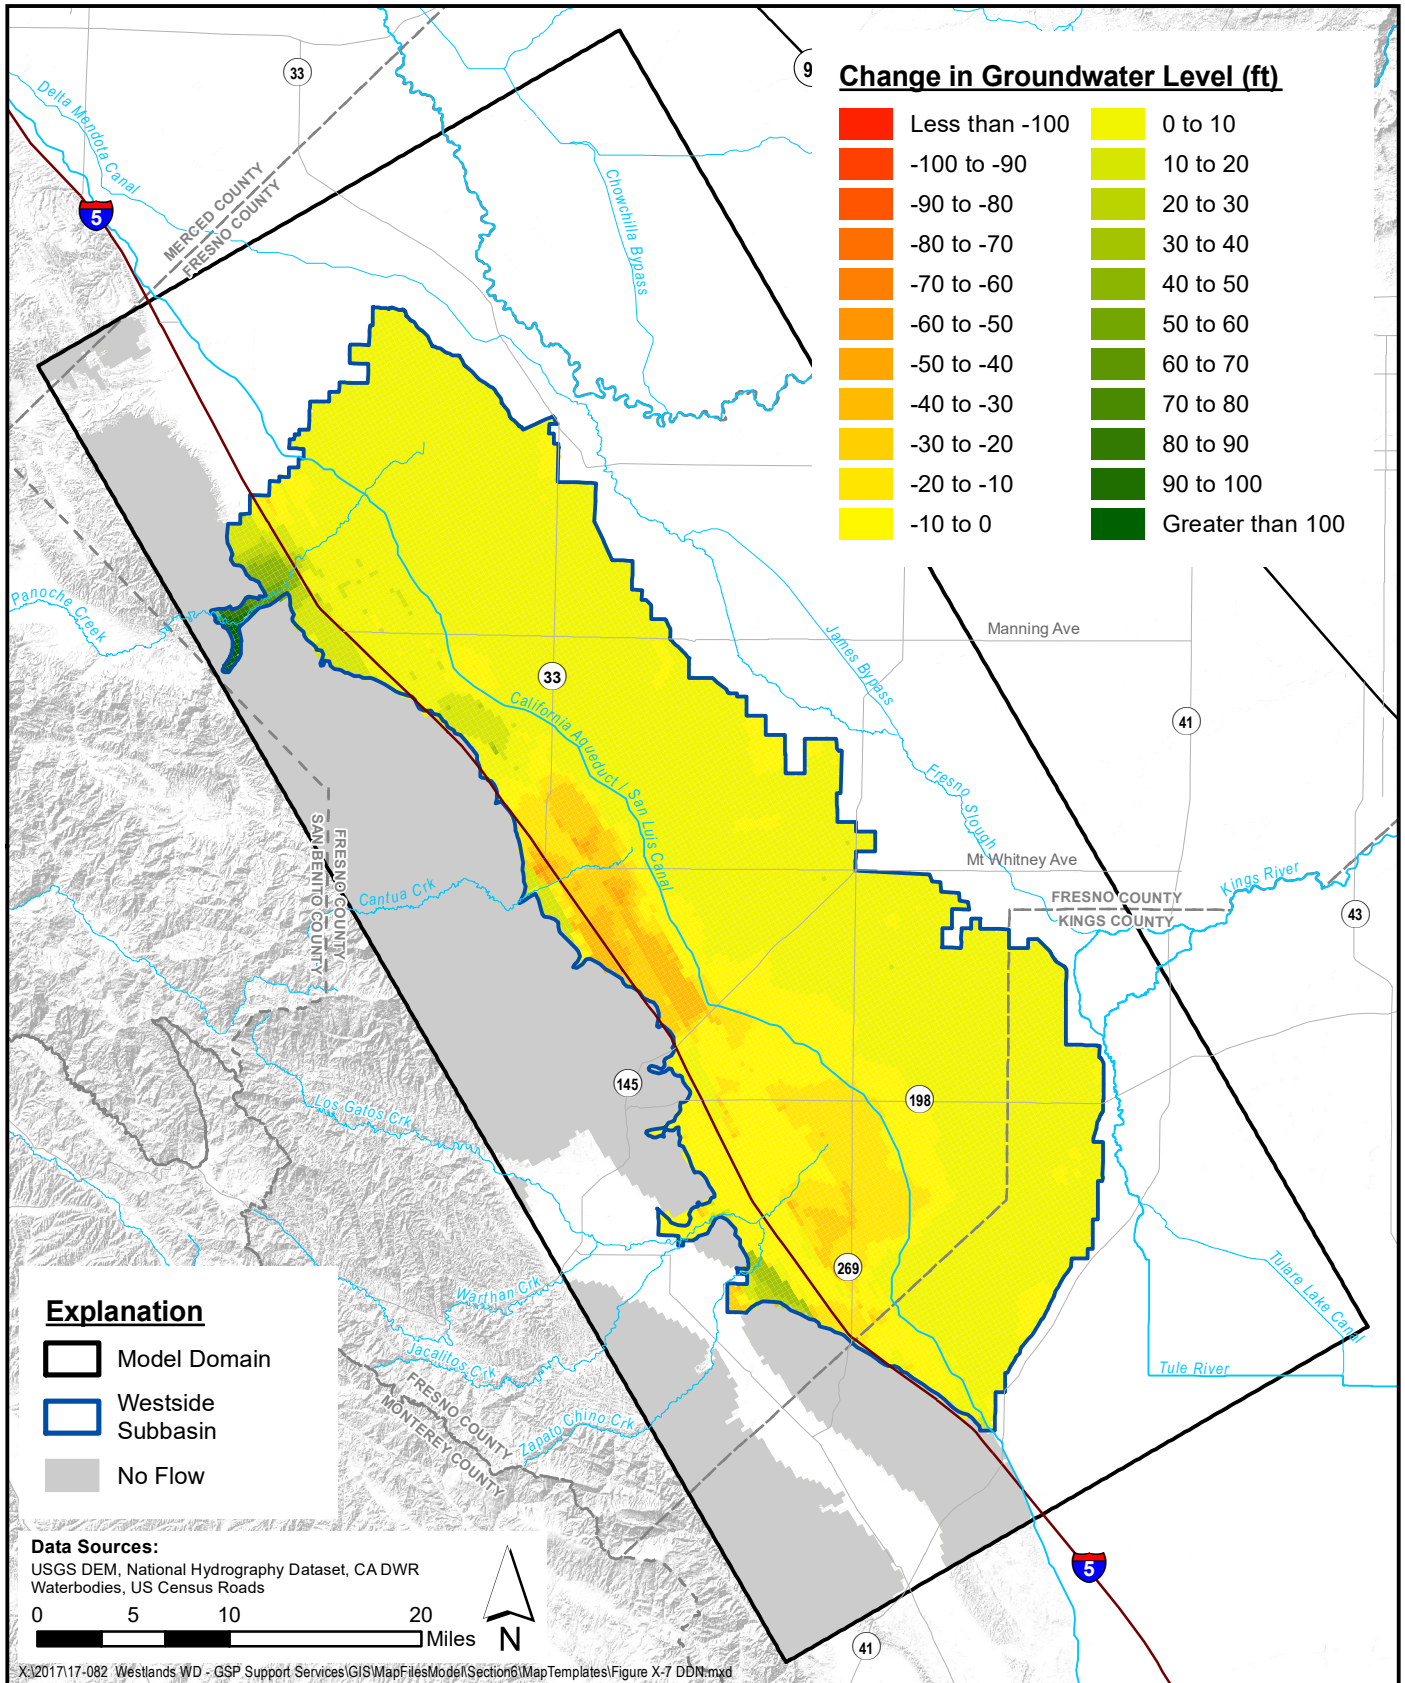 33
9
Delta Mendota Canal
5
MERCED COUNTY
FRESNO COUNTY
Chowchilla Bypass
Change in Groundwater Level (ft)
Less than -100
-100 to -90
-90 to -80
-80 to -70
-70 to -60
-60 to -50
-50 to -40
-40 to -30
-30 to -20
-20 to -10
-10 to 0
0 to 10
10 to 20
20 to 30
30 to 40
40 to 50
50 to 60
60 to 70
70 to 80
80 to 90
90 to 100
Greater than 100
Panoche Creek
Manning Ave
James Bypass
33
California Aqueduct / San Luis Canal
41
Fresno Slough
SAN BENITO COUNTY
FRESNO COUNTY
Mt Whitney Ave
Cantua Crk
FRESNO COUNTY
KINGS COUNTY
Kings River
43
145
198
Los Gatos Crk
269
Warthan Crk
Jacalitos Crk
Tulare Lake Canal
Tule River
FRESNO COUNTY
MONTEREY COUNTY
Zapato Chino Crk
Explanation
Model Domain
Westside
Subbasin
No Flow
Data Sources:
USGS DEM, National Hydrography Dataset, CA DWR
Waterbodies, US Census Roads
0 5 10 20
Miles
N
5
41
X:\2017\17-082 Westlands WD - GSP Support Services\GIS\MapFilesModel\Section6\MapTemplates\Figure X-7 DDN.mxd